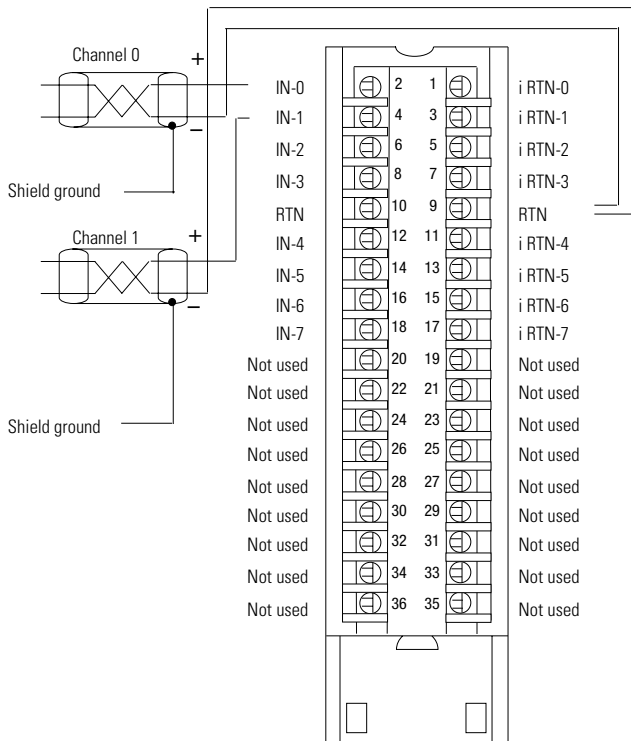 Channel 0
+
−
Shield ground
Channel 1
+
−
Shield ground
IN-0 2 1 i RTN-0
IN-1 4 3 i RTN-1
IN-2 6 5 i RTN-2
IN-3 8 7 i RTN-3
RTN 10 9 RTN
IN-4 12 11 i RTN-4
IN-5 14 13 i RTN-5
IN-6 16 15 i RTN-6
IN-7 18 17 i RTN-7
Not used 20 19 Not used
Not used 22 21 Not used
Not used 24 23 Not used
Not used 26 25 Not used
Not used 28 27 Not used
Not used 30 29 Not used
Not used 32 31 Not used
Not used 34 33 Not used
Not used 36 35 Not used